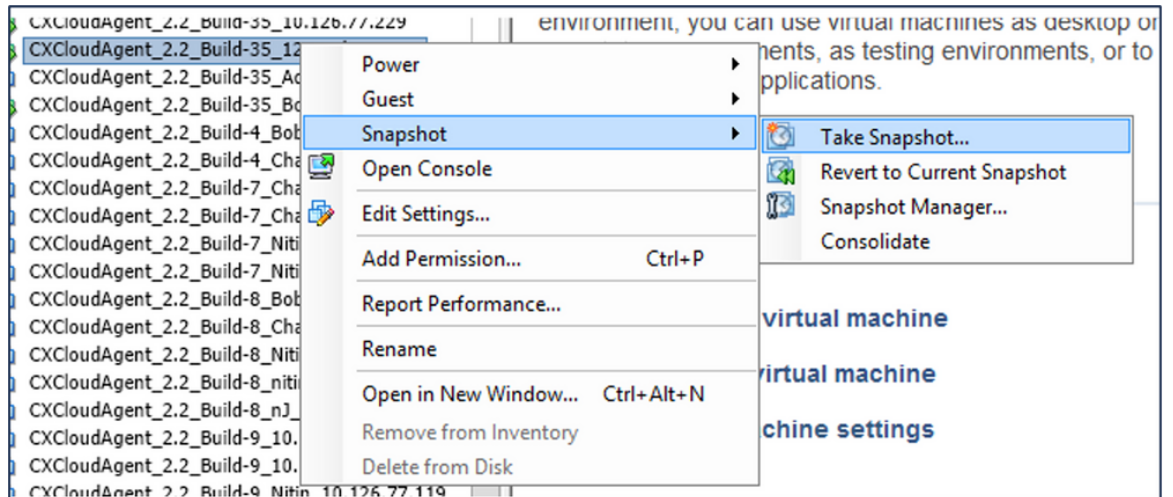 CXCloudAgent_2.2_Build-35_10.126.77.229
CXCloudAgent_2.2_Build-35_12
CXCloudAgent_2.2_Build-35_Ad
CXCloudAgent_2.2_Build-35_Bo
CXCloudAgent_2.2_Build-4_Bob
CXCloudAgent_2.2_Build-4_Cha
CXCloudAgent_2.2_Build-7_Cha
CXCloudAgent_2.2_Build-7_Cha
CXCloudAgent_2.2_Build-7_Niti
CXCloudAgent_2.2_Build-7_Niti
CXCloudAgent_2.2_Build-8_Bob
CXCloudAgent_2.2_Build-8_Cha
CXCloudAgent_2.2_Build-8_Niti
CXCloudAgent_2.2_Build-8_niti
CXCloudAgent_2.2_Build-8_nJ_
CXCloudAgent_2.2_Build-9_10.
CXCloudAgent_2.2_Build-9_10.
CXCloudAgent_2.2_Build-9_Nitin_10.126.77.119
Power
Guest
Snapshot
Open Console
Edit Settings...
Add Permission... Ctrl+P
Report Performance...
Rename
Open in New Window... Ctrl+Alt+N
Remove from Inventory
Delete from Disk
Take Snapshot...
Revert to Current Snapshot
Snapshot Manager...
Consolidate
environment, you can use virtual machines as desktop or
ments, as testing environments, or to
pplications.
virtual machine
virtual machine
chine settings